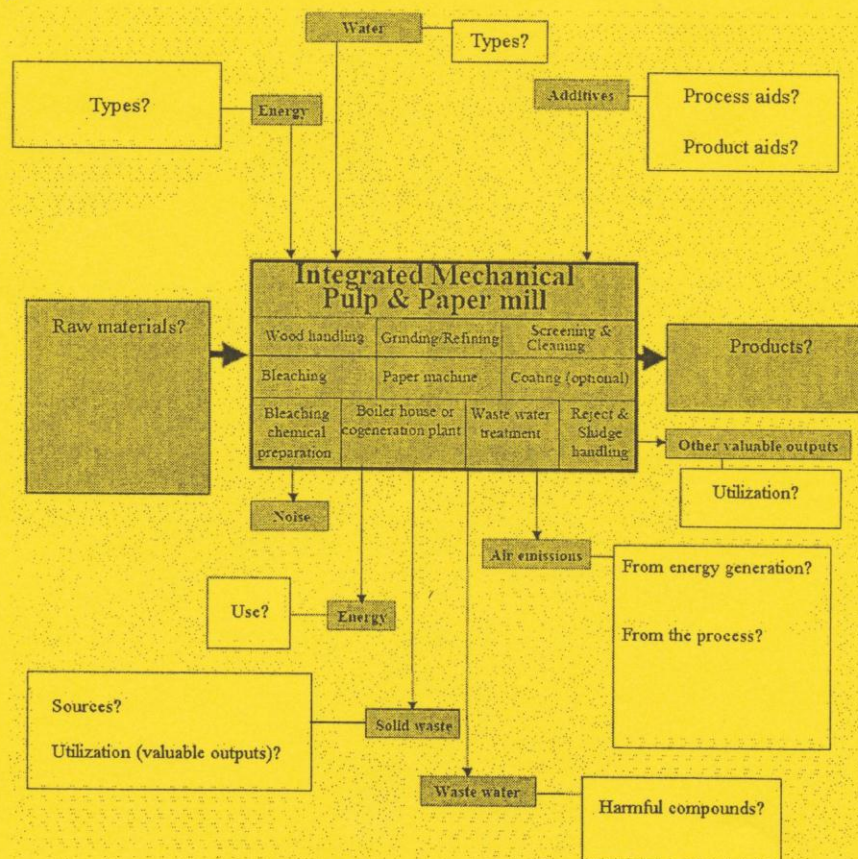 Water
Types?
Types?
Energy
Additives
Process aids?
Product aids?
Integrated Mechanical
Pulp & Paper mill
Raw materials?
Wood handling
Grinding/Refining
Screening &
Cleaning
Products?
Bleaching
Paper machine
Coating (optional)
Bleaching
chemical
preparation
Boiler house or
cogeneration plant
Waste water
treatment
Reject &
Sludge
handling
Other valuable outputs
Utilization?
Noise
Air emissions
From energy generation?
From the process?
Use?
Energy
Sources?
Utilization (valuable outputs)?
Solid waste
Waste water
Harmful compounds?